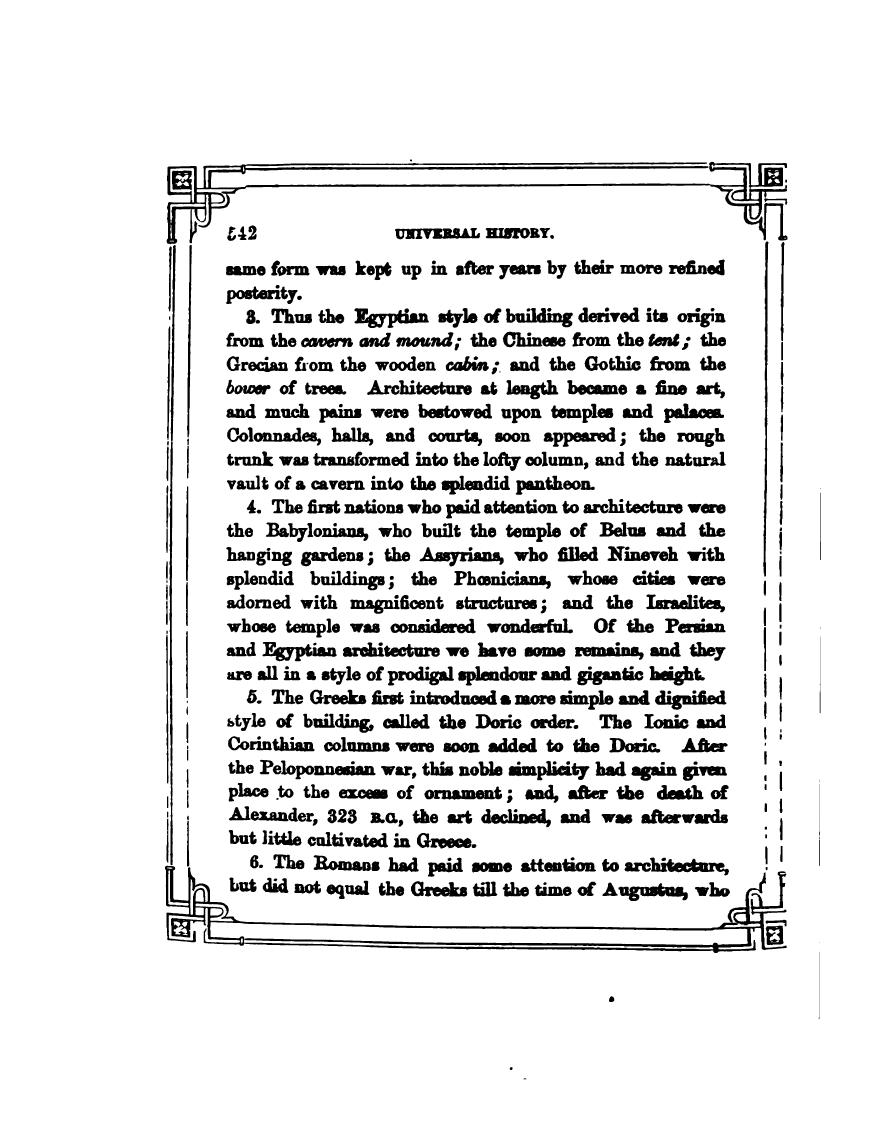 542 UNIVERSAL HISTORY.
same form was kept up in after years by their more refined
posterity.
3. Thus the Egyptian style of building derived its origin
from the cavern and mound; the Chinese from the tent; the
Grecian from the wooden cabin; and the Gothic from the
bower of trees. Architecture at length became a fine art,
and much pains were bestowed upon temples and palaces.
Colonnades, halls, and courts, soon appeared; the rough
trunk was transformed into the lofty column, and the natural
vault of a cavern into the splendid pantheon.
4. The first nations who paid attention to architecture were
the Babylonians, who built the temple of Belus and the
hanging gardens; the Assyrians, who filled Nineveh with
splendid buildings; the Phœnicians, whose cities were
adorned with magnificent structures; and the Israelites,
whose temple was considered wonderful. Of the Persian
and Egyptian architecture we have some remains, and they
are all in a style of prodigal splendour and gigantic height.
5. The Greeks first introduced a more simple and dignified
style of building, called the Doric order. The Ionic and
Corinthian columns were soon added to the Doric. After
the Peloponnesian war, this noble simplicity had again given
place to the excess of ornament; and, after the death of
Alexander, 323 B.C., the art declined, and was afterwards
but little cultivated in Greece.
6. The Romans had paid some attention to architecture,
but did not equal the Greeks till the time of Augustus, who